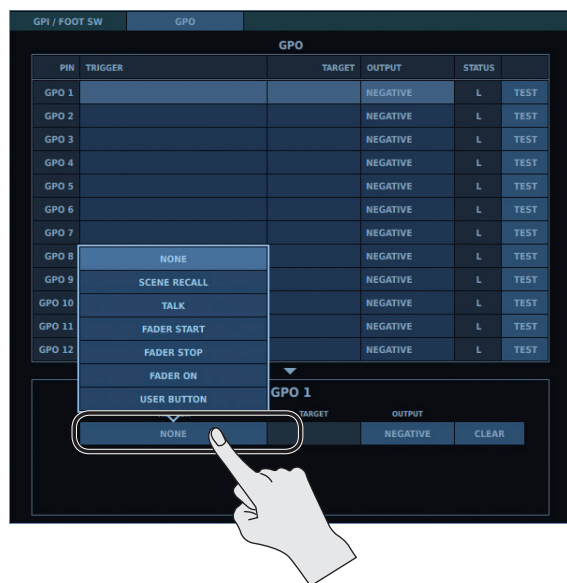 GPI / FOOT SW GPO
GPO
PIN TRIGGER TARGET OUTPUT STATUS
GPO 1 NEGATIVE L TEST
GPO 2 NEGATIVE L TEST
GPO 3 NEGATIVE L TEST
GPO 4 NEGATIVE L TEST
GPO 5 NEGATIVE L TEST
GPO 6 NEGATIVE L TEST
GPO 7 NEGATIVE L TEST
GPO 8 NONE NEGATIVE L TEST
GPO 9 SCENE RECALL NEGATIVE L TEST
GPO 10 TALK NEGATIVE L TEST
GPO 11 FADER START NEGATIVE L TEST
GPO 12 FADER STOP NEGATIVE L TEST
FADER ON
USER BUTTON
GPO 1
TARGET OUTPUT
NONE NEGATIVE CLEAR